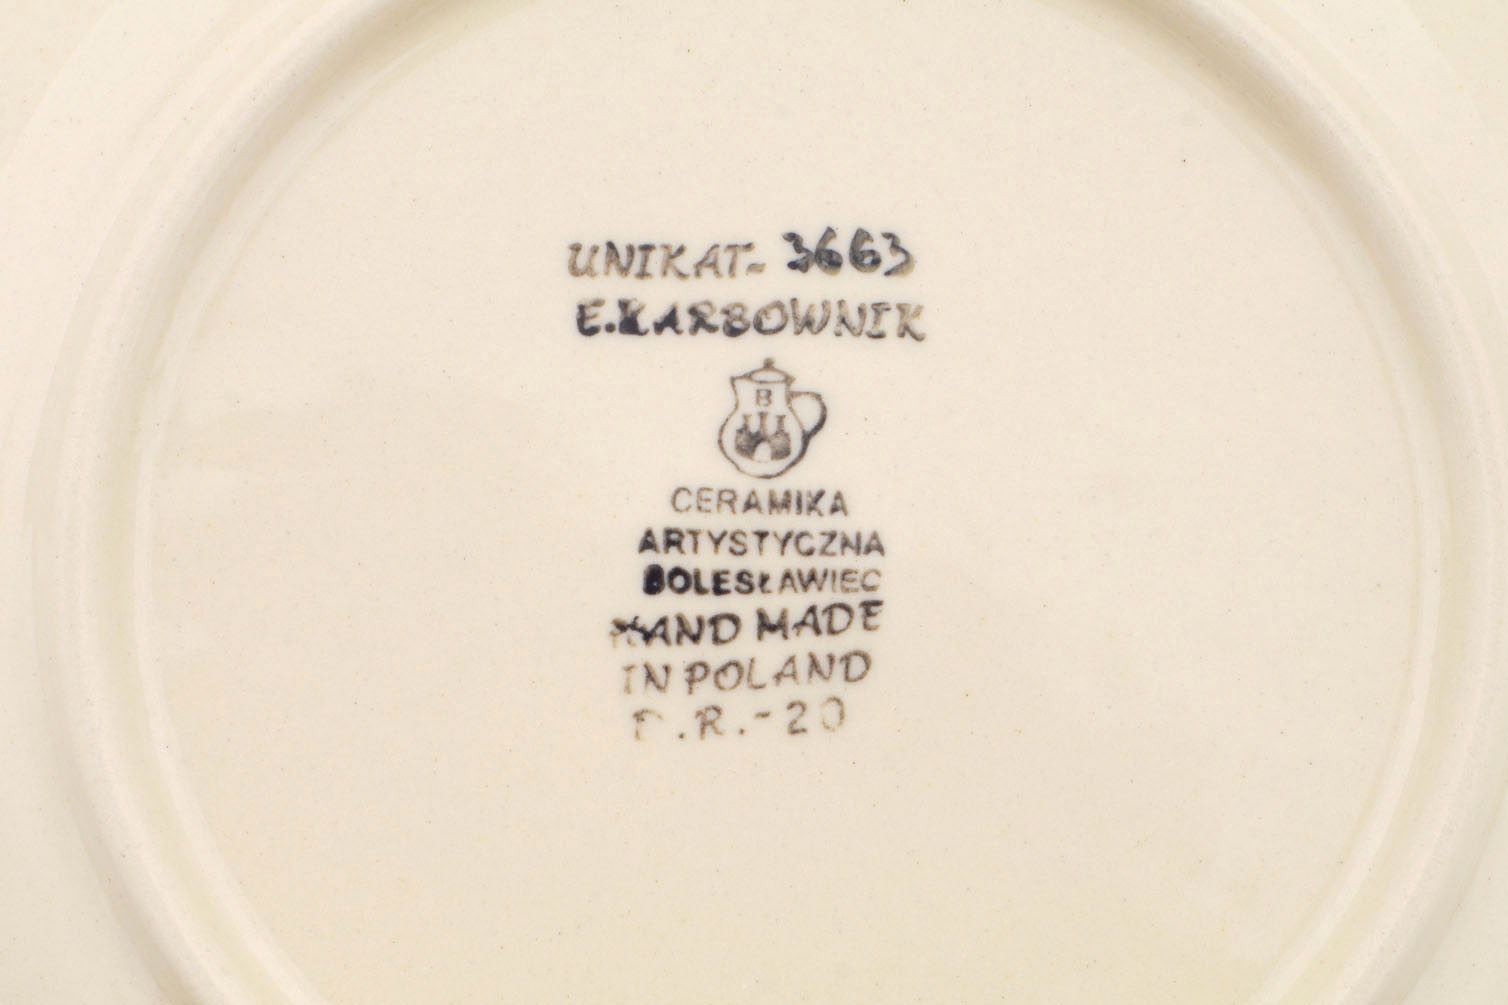 UNIKAT- 3663
E.KARBOWNIK
B
CERAMIKA
ARTYSTYCZNA
BOLESŁAWIEC
HAND MADE
IN POLAND
P.R.-20